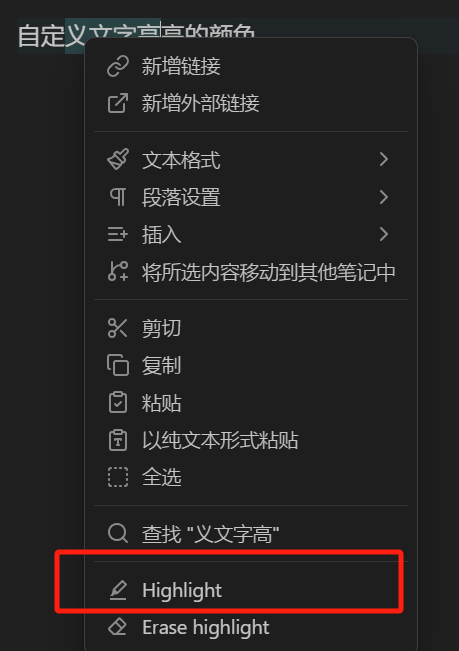 自定义文字高亮的颜色
新增链接
新增外部链接
文本格式
段落设置
插入
将所选内容移动到其他笔记中
剪切
复制
粘贴
以纯文本形式粘贴
全选
查找 "义文字高"
Highlight
Erase highlight